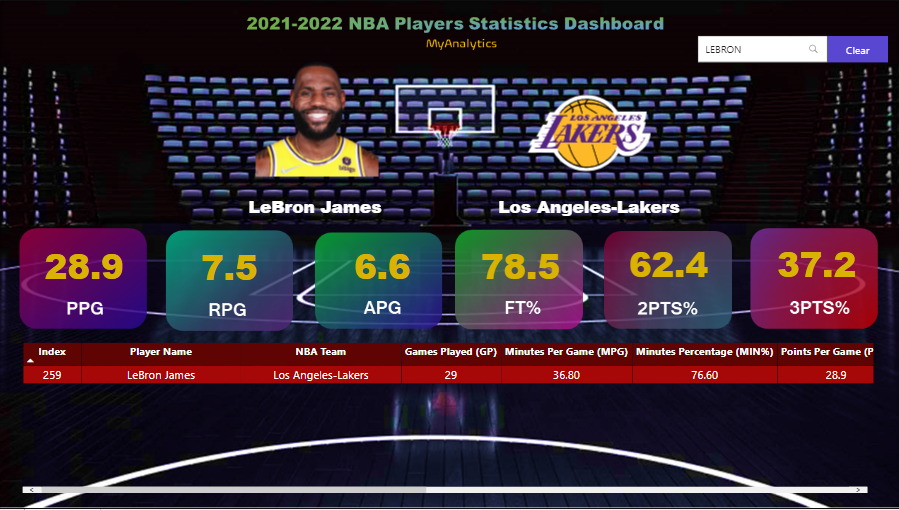 2021-2022 NBA Players Statistics Dashboard
MyAnalytics
LEBRON
Clear
LOS ANGELES
LAKERS
LeBron James
Los Angeles-Lakers
28.9
PPG
7.5
RPG
6.6
APG
78.5
FT%
62.4
2PTS%
37.2
3PTS%
Index Player Name NBA Team Games Played (GP) Minutes Per Game (MPG) Minutes Percentage (MIN%) Points Per Game (P
259 LeBron James Los Angeles-Lakers 29 36.80 76.60 28.9